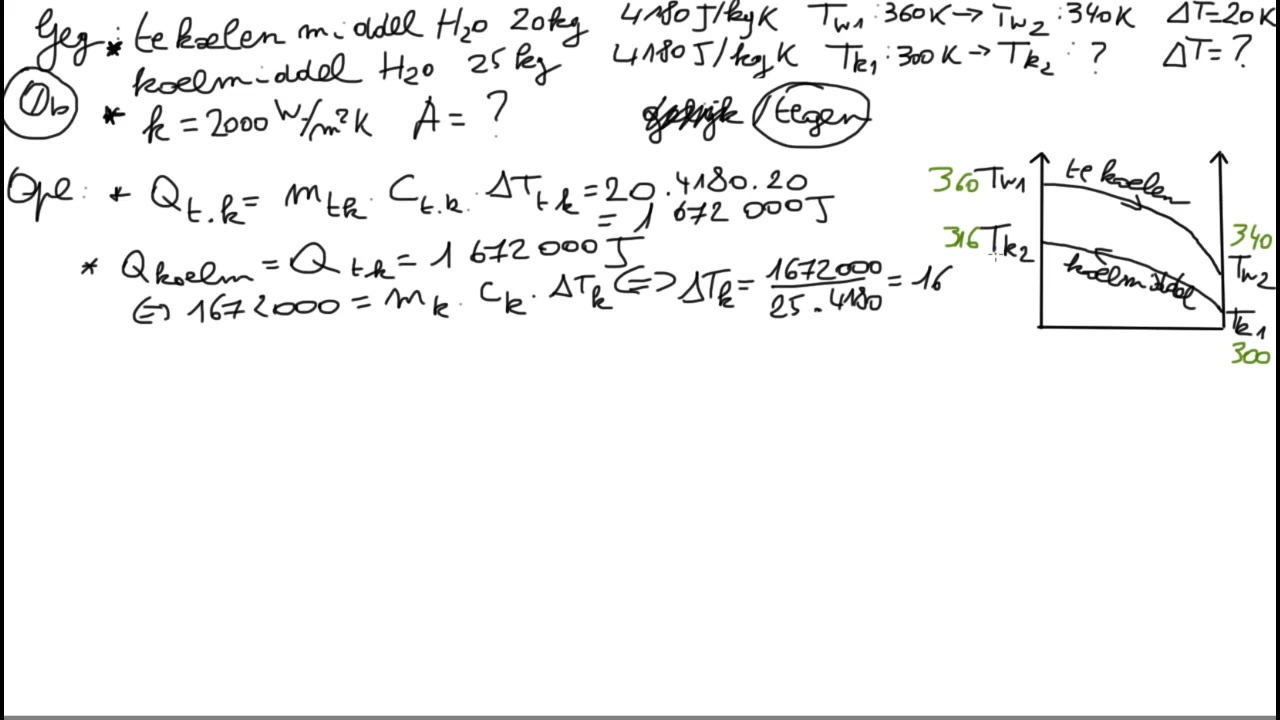 Geg: * te koelen middel H2O 20kg 4180 J/kgK Tw1: 360K → Tw2: 340K ΔT=20K
koelmiddel H2O 25kg 4180 J/kgK Tk1: 300K → Tk2: ? ΔT=?
Ob * k = 2000 W/m²K A = ? / tegen
Opl: * Qt.k = mtk. Ct.k. ΔTtk = 20.4180.20
= 1 672 000 J
* Qkoelm = Qtk = 1 672 000 J
⇔ 1672000 = mk. Ck. ΔTk ⇔ ΔTk = 1672000 / 25.4180 = 16
te koelen
360 Tw1
340
316 Tk2
Tw2
koelmiddel
Tk1
300